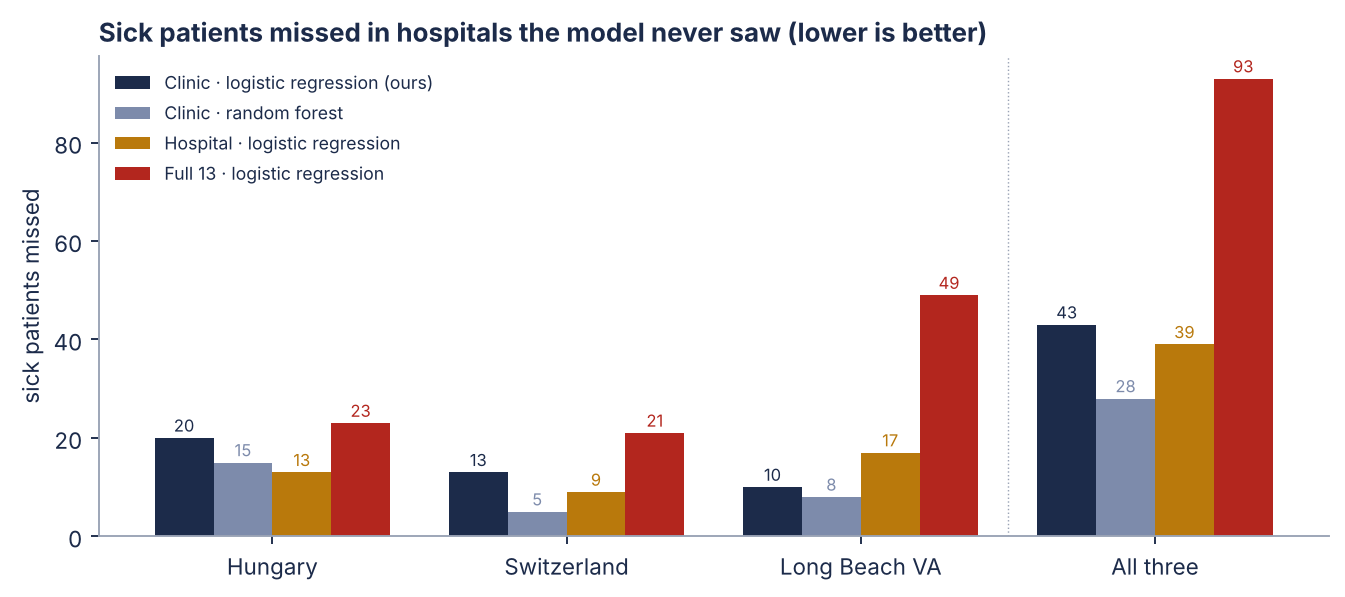 Sick patients missed in hospitals the model never saw (lower is better)
Clinic · logistic regression (ours)
Clinic · random forest
Hospital · logistic regression
Full 13 · logistic regression
sick patients missed
80
60
40
20
0
20
15
13
23
13
5
9
21
10
8
17
49
43
28
39
93
Hungary
Switzerland
Long Beach VA
All three